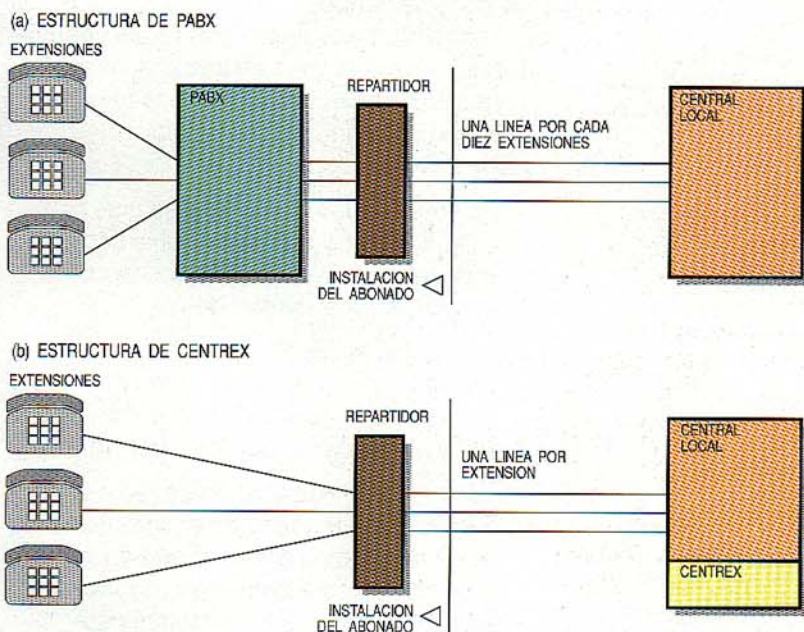 (a) ESTRUCTURA DE PABX
EXTENSIONES
PABX
REPARTIDOR
UNA LINEA POR CADA
DIEZ EXTENSIONES
CENTRAL
LOCAL
INSTALACION
DEL ABONADO
(b) ESTRUCTURA DE CENTREX
EXTENSIONES
REPARTIDOR
UNA LINEA POR
EXTENSION
CENTRAL
LOCAL
CENTREX
INSTALACION
DEL ABONADO